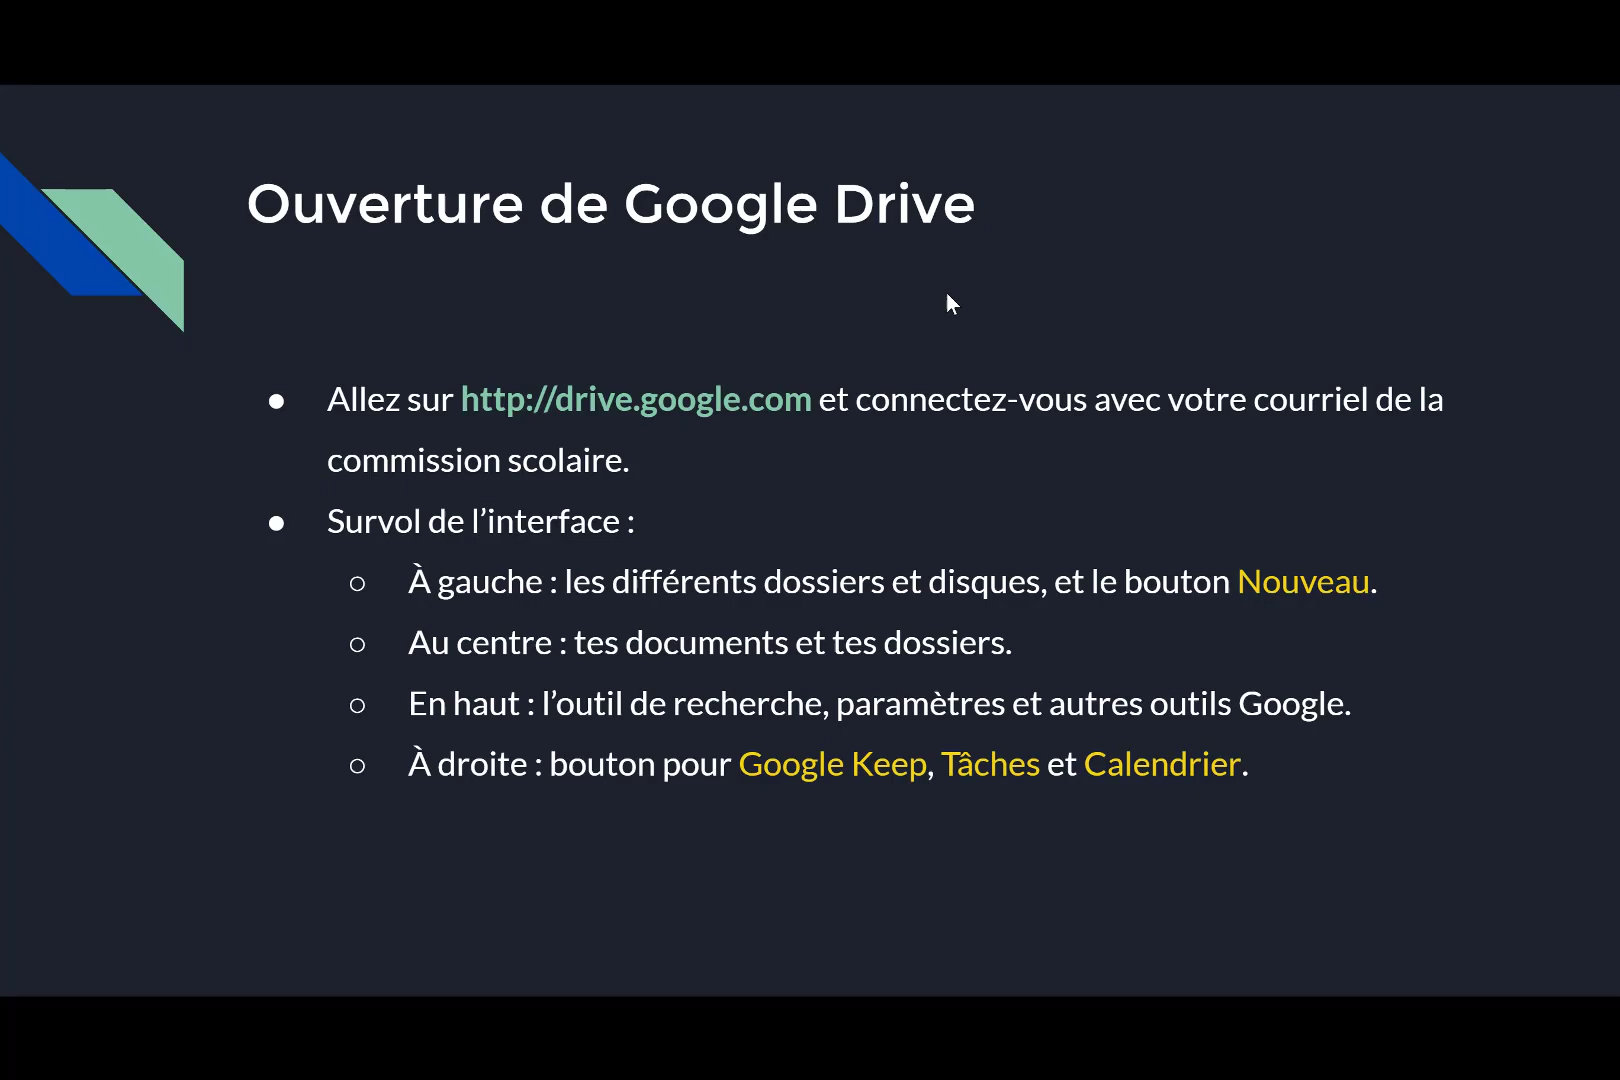 Ouverture de Google Drive
● Allez sur http://drive.google.com et connectez-vous avec votre courriel de la
commission scolaire.
● Survol de l’interface :
○ À gauche : les différents dossiers et disques, et le bouton Nouveau.
○ Au centre : tes documents et tes dossiers.
○ En haut : l’outil de recherche, paramètres et autres outils Google.
○ À droite : bouton pour Google Keep, Tâches et Calendrier.